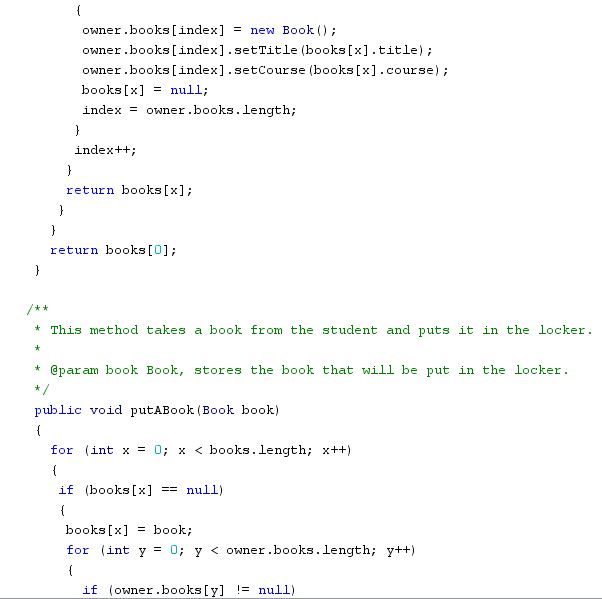 {
owner.books[index] = new Book();
owner.books[index].setTitle(books[x].title);
owner.books[index].setCourse(books[x].course);
books[x] = null;
index = owner.books.length;
}
index++;
}
return books[x];
}
}
return books[0];
}
/**
* This method takes a book from the student and puts it in the locker.
*
* @param book Book, stores the book that will be put in the locker.
*/
public void putABook(Book book)
{
for (int x = 0; x < books.length; x++)
{
if (books[x] == null)
{
books[x] = book;
for (int y = 0; y < owner.books.length; y++)
{
if (owner.books[y] != null)